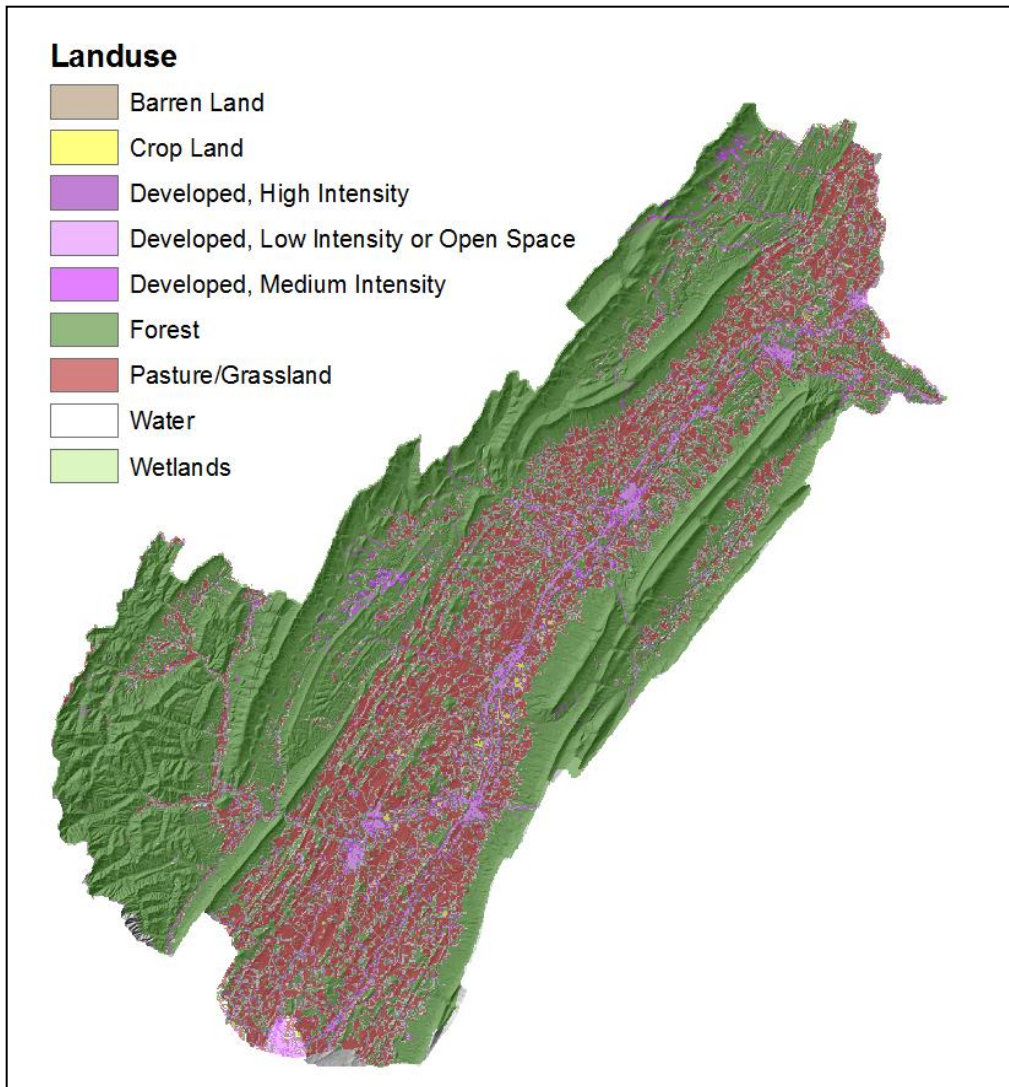 Landuse
Barren Land
Crop Land
Developed, High Intensity
Developed, Low Intensity or Open Space
Developed, Medium Intensity
Forest
Pasture/Grassland
Water
Wetlands